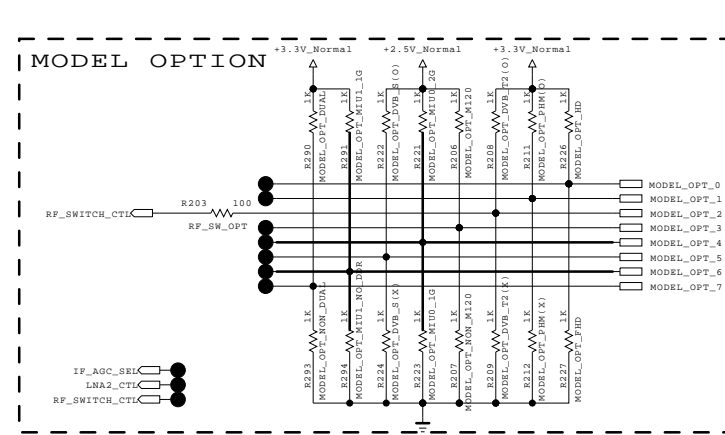 MODEL OPTION
+3.3V_Normal
+2.5V_Normal
+3.3V_Normal
1K
R290
MODEL_OPT_DUAL
1K
R291
MODEL_OPT_MIU1_1G
1K
R222
MODEL_OPT_DVB_S(O)
1K
R221
MODEL_OPT_MIU0_2G
1K
R206
MODEL_OPT_M120
1K
R208
MODEL_OPT_DVB_T2(O)
1K
R211
MODEL_OPT_PHM(O)
1K
R226
MODEL_OPT_HD
MODEL_OPT_0
MODEL_OPT_1
MODEL_OPT_2
MODEL_OPT_3
MODEL_OPT_4
MODEL_OPT_5
MODEL_OPT_6
MODEL_OPT_7
RF_SWITCH_CTL
R203 100
RF_SW_OPT
1K
R293
MODEL_OPT_NON_DUAL
1K
R294
MODEL_OPT_MIU1_NO_DDR
1K
R224
MODEL_OPT_DVB_S(X)
1K
R223
MODEL_OPT_MIU0_1G
1K
R207
MODEL_OPT_NON_M120
1K
R209
MODEL_OPT_DVB_T2(X)
1K
R212
MODEL_OPT_PHM(X)
1K
R227
MODEL_OPT_FHD
IF_AGC_SEL
LNA2_CTL
RF_SWITCH_CTL